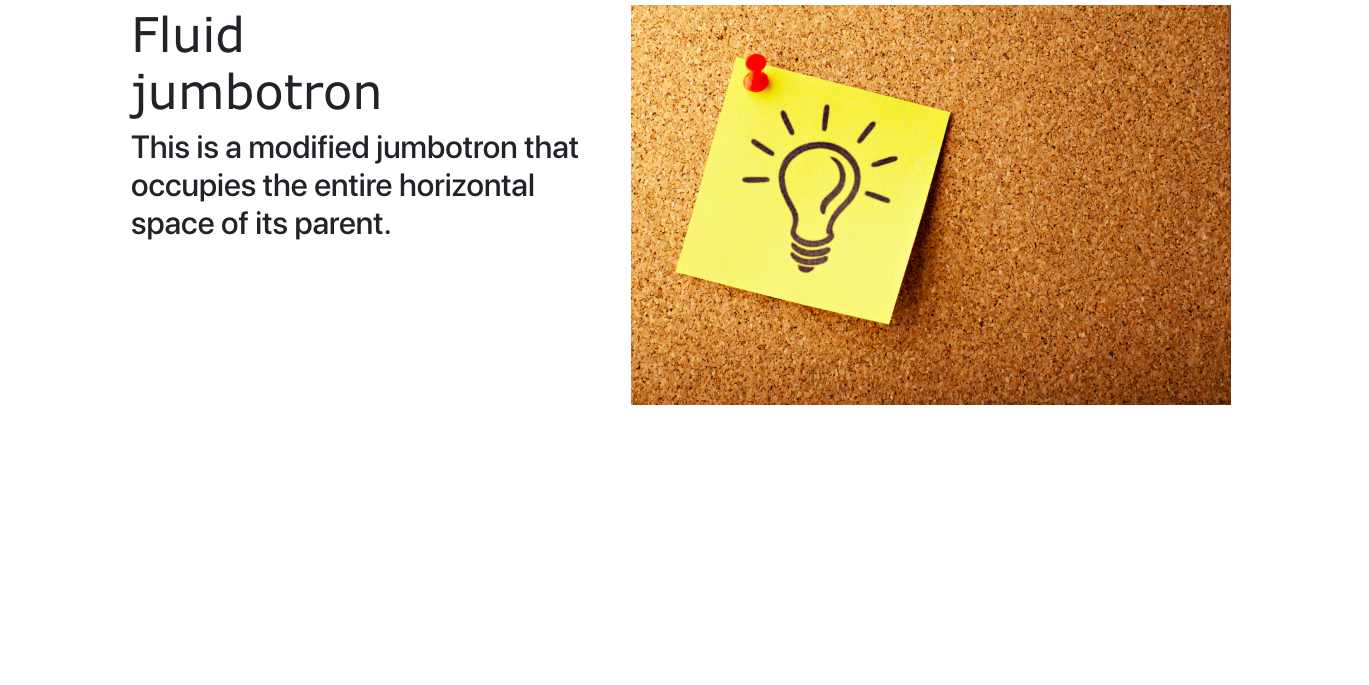 Fluid
jumbotron
This is a modified jumbotron that
occupies the entire horizontal
space of its parent.